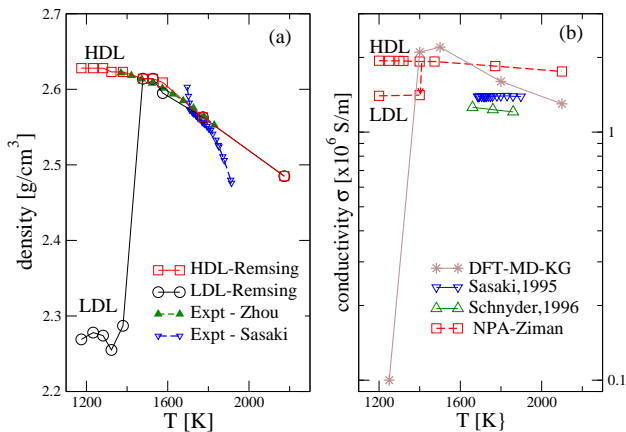 (a)
HDL
LDL
density [g/cm³]
2.7
2.6
2.5
2.4
2.3
2.2
HDL-Remsing
LDL-Remsing
Expt - Zhou
Expt - Sasaki
1200 1600 2000
T [K]
(b)
HDL
LDL
conductivity σ [x10⁶ S/m]
1
0.1
DFT-MD-KG
Sasaki,1995
Schnyder,1996
NPA-Ziman
1200 1600 2000
T [K}